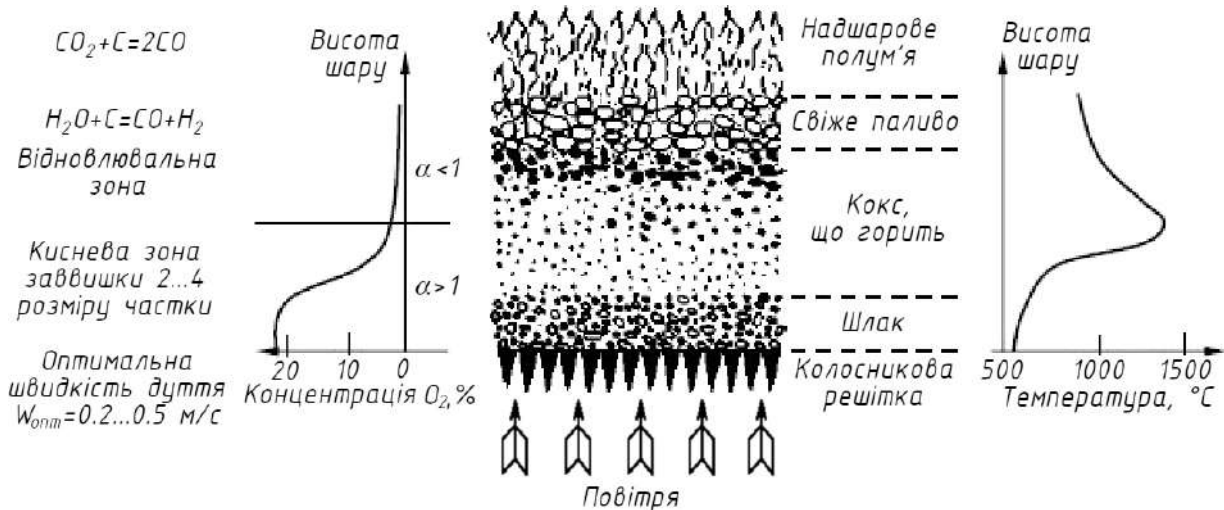 CO₂+C=2CO
H₂O+C=CO+H₂
Відновлювальна
зона
Киснева зона
заввишки 2...4
розміру частки
Оптимальна
швидкість дуття
Wопт=0.2...0.5 м/с
Висота
шару
α<1
α>1
20 10 0
Концентрація O₂,%
Повітря
Надшарове
полум'я
Свіже паливо
Кокс,
що горить
Шлак
Колосникова
решітка
Висота
шару
500 1000 1500
Температура, °С